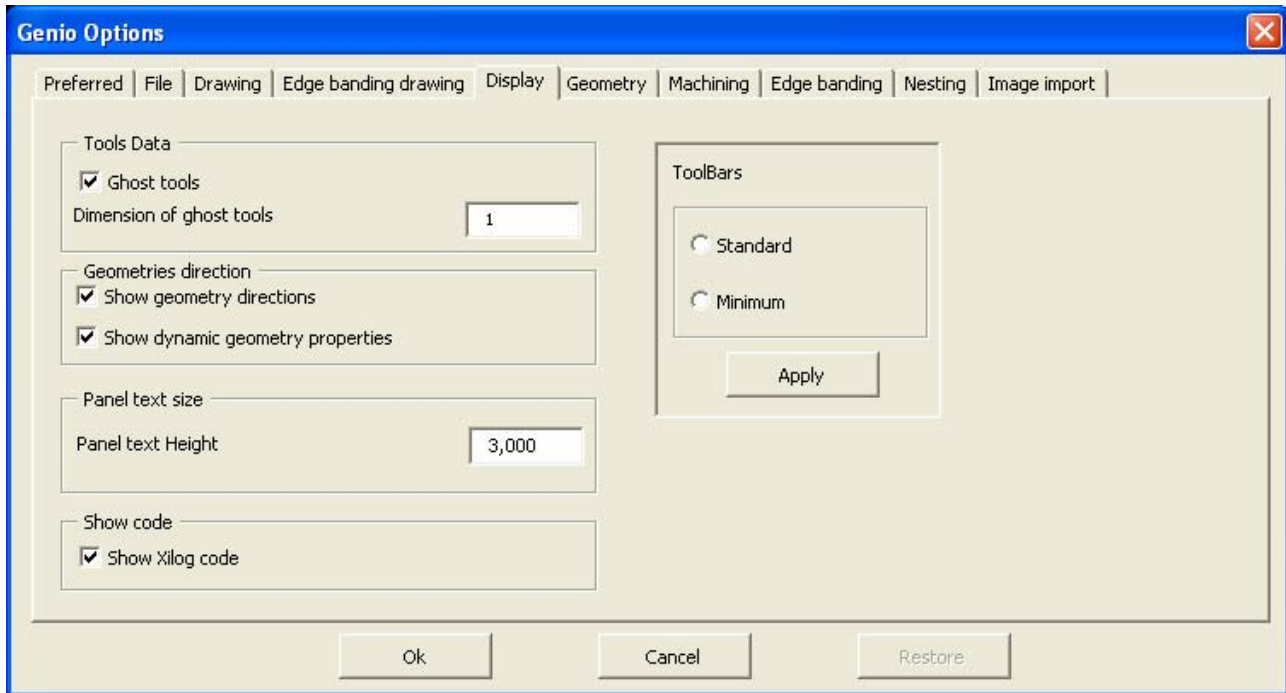 Genio Options
Preferred File Drawing Edge banding drawing Display Geometry Machining Edge banding Nesting Image import
Tools Data
Ghost tools
Dimension of ghost tools 1
Geometries direction
Show geometry directions
Show dynamic geometry properties
Panel text size
Panel text Height 3,000
Show code
Show Xilog code
ToolBars
Standard
Minimum
Apply
Ok Cancel Restore